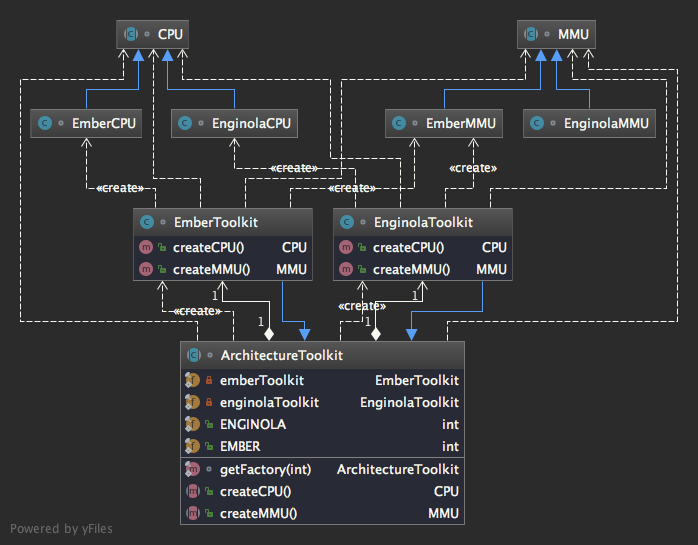 CPU
MMU
EmberCPU
EnginolaCPU
EmberMMU
EnginolaMMU
«create»
«create»
«create»
«create»
EmberToolkit
createCPU() CPU
createMMU() MMU
EnginolaToolkit
createCPU() CPU
createMMU() MMU
1
1
«create»
«create»
1
1
ArchitectureToolkit
emberToolkit EmberToolkit
enginolaToolkit EnginolaToolkit
ENGINOLA int
EMBER int
getFactory(int) ArchitectureToolkit
createCPU() CPU
createMMU() MMU
Powered by yFiles